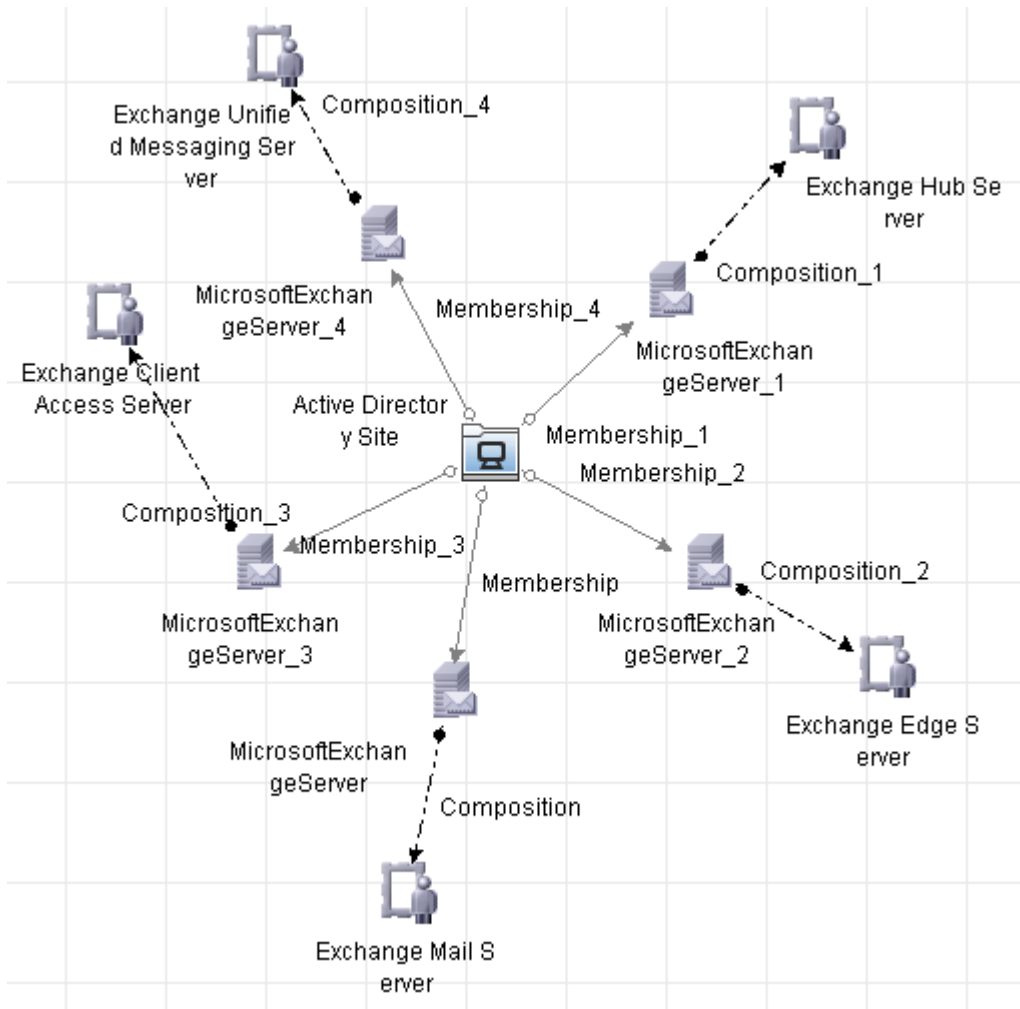 Exchange Unifie
d Messaging Ser
ver
Composition_4
Exchange Hub Se
rver
Composition_1
MicrosoftExchan
geServer_4
Membership_4
MicrosoftExchan
geServer_1
Exchange Client
Access Server
Active Director
y Site
Membership_1
Membership_2
Composition_3
Membership_3
Membership
Composition_2
MicrosoftExchan
geServer_3
MicrosoftExchan
geServer_2
Exchange Edge S
erver
MicrosoftExchan
geServer
Composition
Exchange Mail S
erver